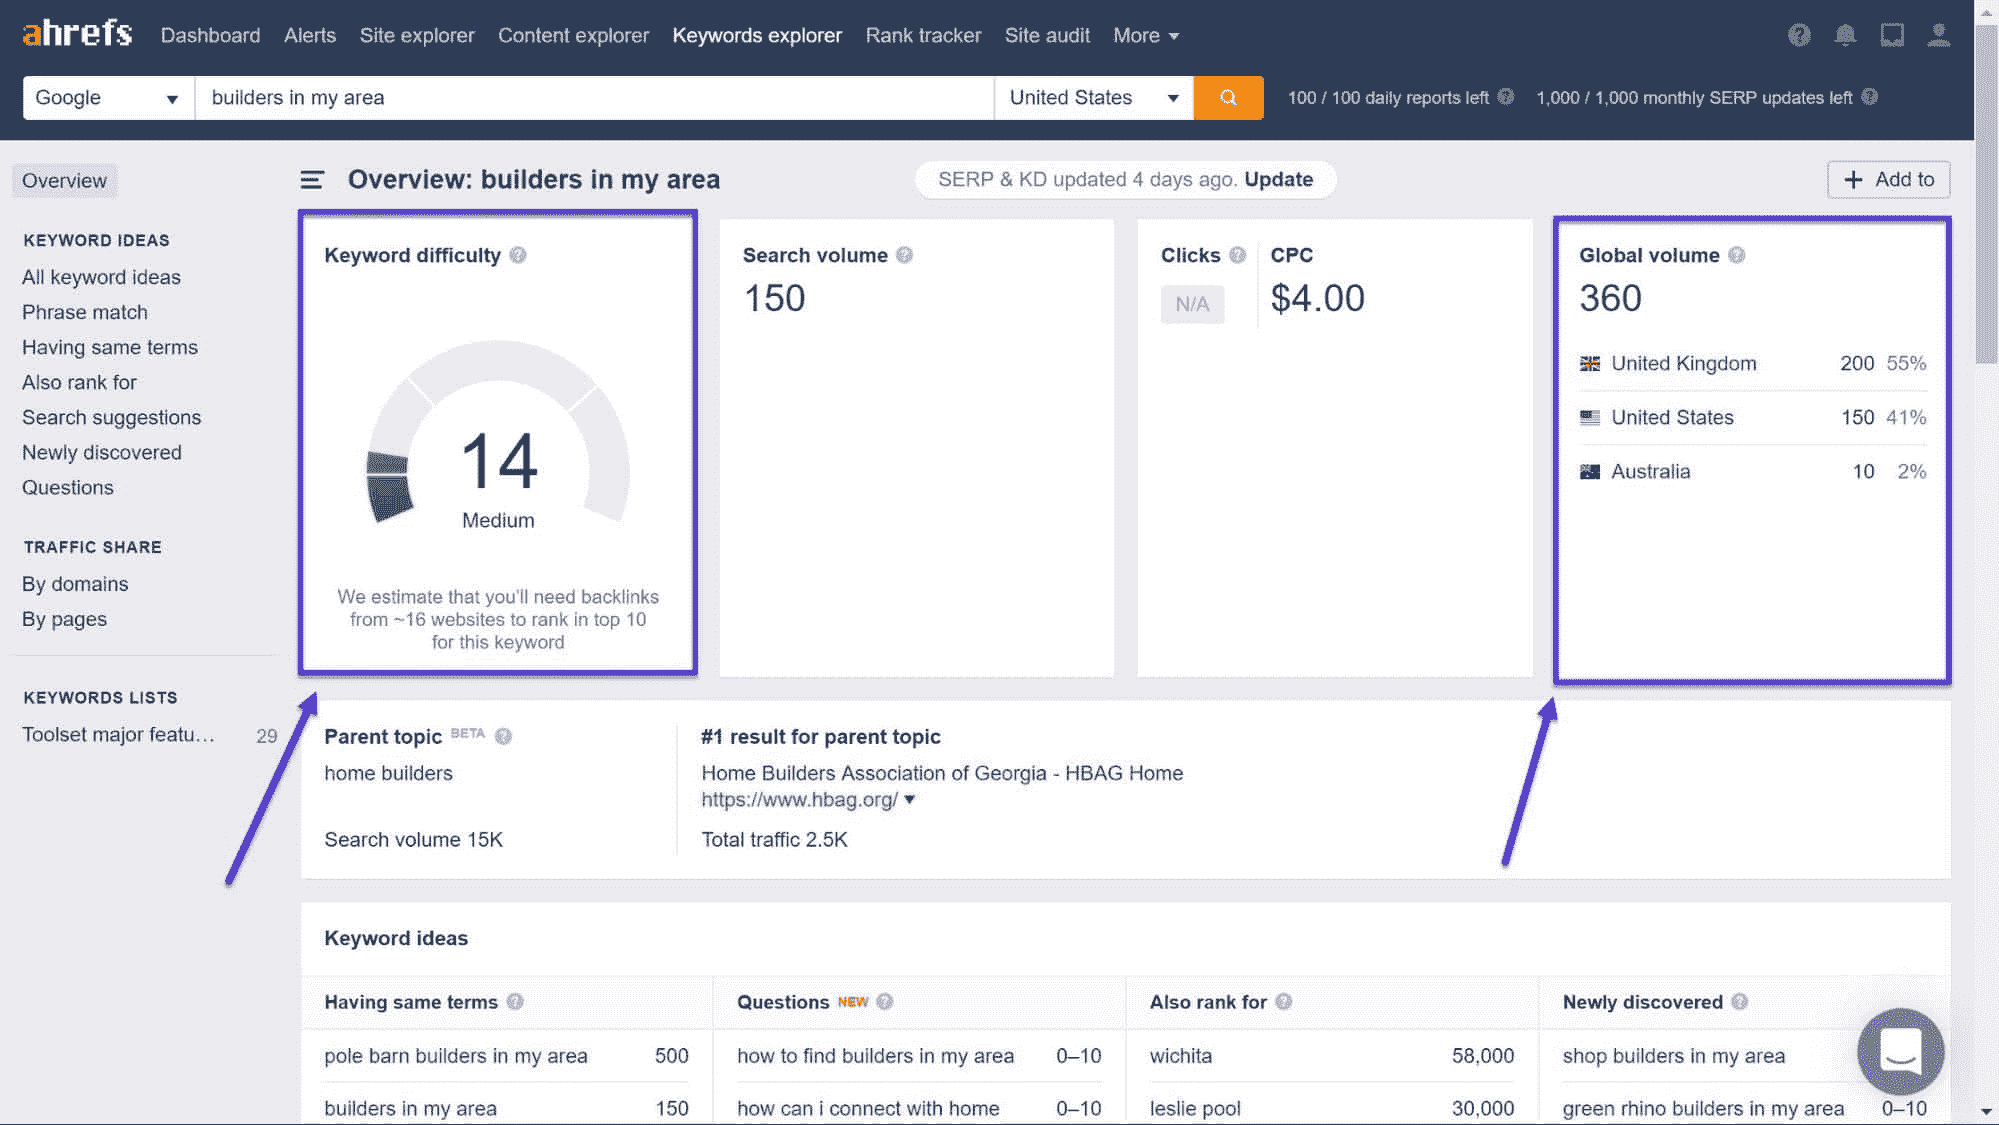 ahrefs Dashboard Alerts Site explorer Content explorer Keywords explorer Rank tracker Site audit More
Google builders in my area United States 100 / 100 daily reports left 1,000 / 1,000 monthly SERP updates left
Overview
KEYWORD IDEAS
All keyword ideas
Phrase match
Having same terms
Also rank for
Search suggestions
Newly discovered
Questions
TRAFFIC SHARE
By domains
By pages
KEYWORDS LISTS
Toolset major featu… 29
Overview: builders in my area SERP & KD updated 4 days ago. Update + Add to
Keyword difficulty
14
Medium
We estimate that you'll need backlinks
from ~16 websites to rank in top 10
for this keyword
Search volume
150
Clicks
N/A
CPC
$4.00
Global volume
360
United Kingdom 200 55%
United States 150 41%
Australia 10 2%
Parent topic BETA
home builders
Search volume 15K
#1 result for parent topic
Home Builders Association of Georgia - HBAG Home
https://www.hbag.org/
Total traffic 2.5K
Keyword ideas
Having same terms
pole barn builders in my area 500
builders in my area 150
Questions NEW
how to find builders in my area 0–10
how can i connect with home 0–10
Also rank for
wichita 58,000
leslie pool 30,000
Newly discovered
shop builders in my area
green rhino builders in my area 0–10